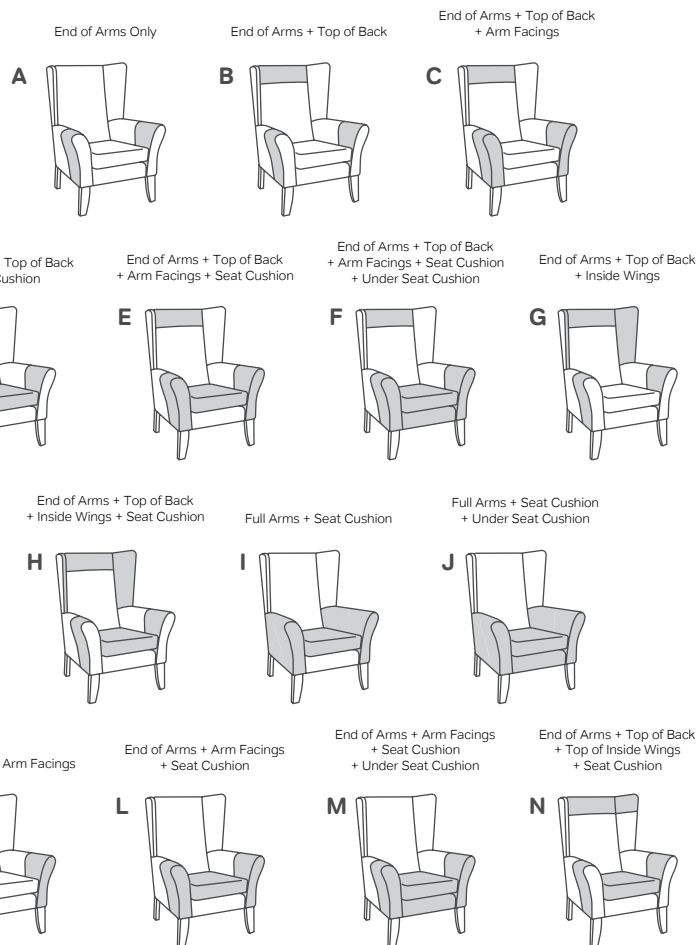 End of Arms Only
End of Arms + Top of Back
End of Arms + Top of Back
+ Arm Facings
A
B
C
Top of Back
Cushion
End of Arms + Top of Back
+ Arm Facings + Seat Cushion
End of Arms + Top of Back
+ Arm Facings + Seat Cushion
+ Under Seat Cushion
End of Arms + Top of Back
+ Inside Wings
E
F
G
End of Arms + Top of Back
+ Inside Wings + Seat Cushion
Full Arms + Seat Cushion
Full Arms + Seat Cushion
+ Under Seat Cushion
H
I
J
Arm Facings
End of Arms + Arm Facings
+ Seat Cushion
End of Arms + Arm Facings
+ Seat Cushion
+ Under Seat Cushion
End of Arms + Top of Back
+ Top of Inside Wings
+ Seat Cushion
L
M
N